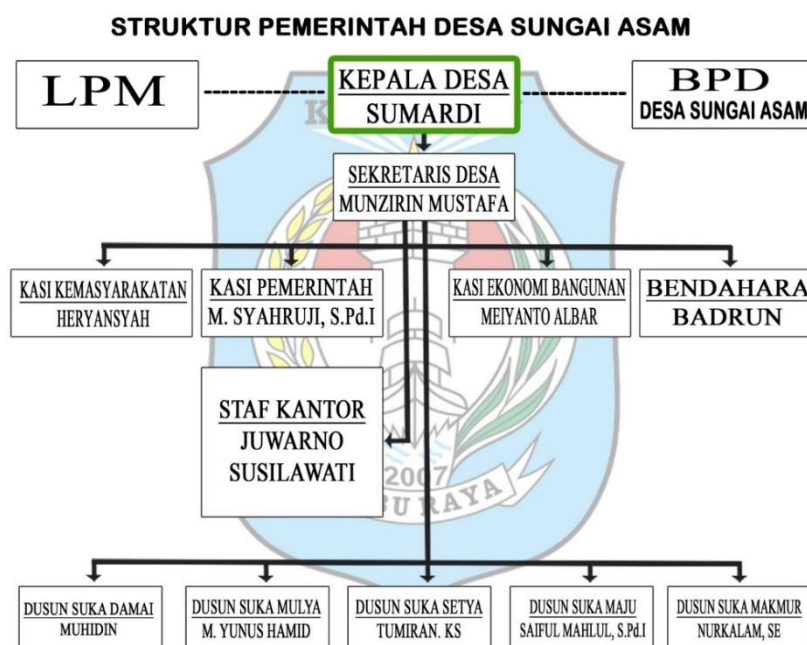 STRUKTUR PEMERINTAH DESA SUNGAI ASAM
LPM
KEPALA DESA
SUMARDI
BPD
DESA SUNGAI ASAM
SEKRETARIS DESA
MUNZIRIN MUSTAFA
KASI KEMASYARAKATAN
HERYANSYAH
KASI PEMERINTAH
M. SYAHRUJI, S.Pd.I
KASI EKONOMI BANGUNAN
MEIYANTO ALBAR
BENDAHARA
BADRUN
STAF KANTOR
JUWARNO
SUSILAWATI
2007
BU RAYA
DUSUN SUKA DAMAI
MUHIDIN
DUSUN SUKA MULYA
M. YUNUS HAMID
DUSUN SUKA SETYA
TUMIRAN. KS
DUSUN SUKA MAJU
SAIFUL MAHLUL, S.Pd.I
DUSUN SUKA MAKMUR
NURKALAM, SE